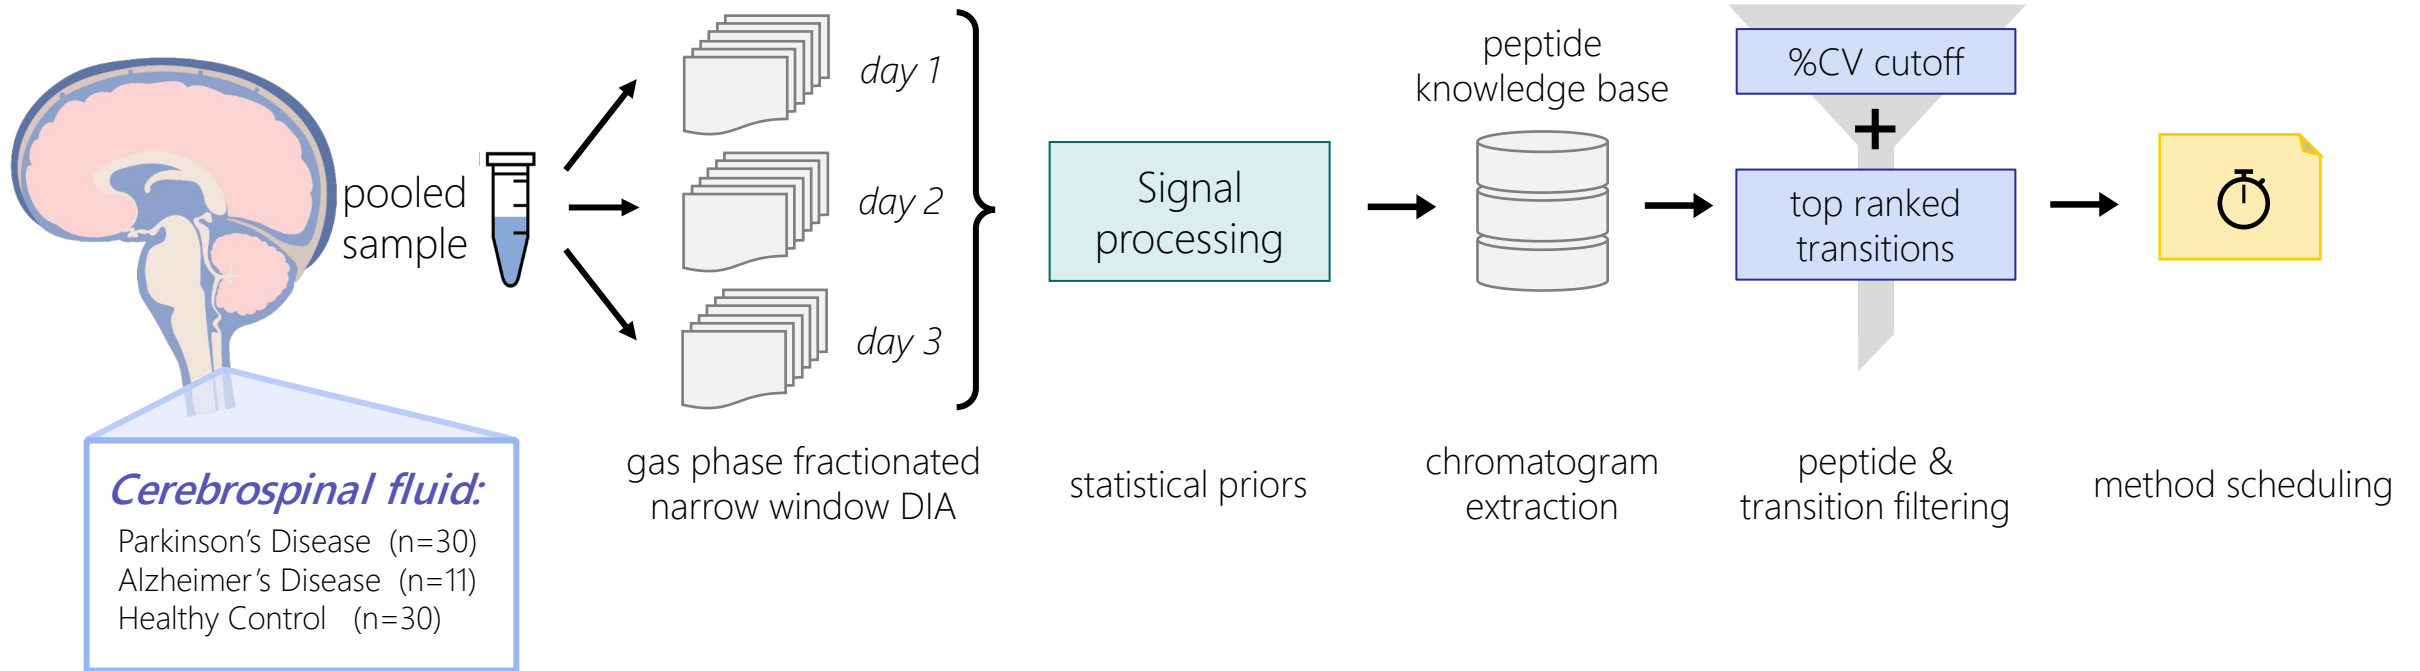 pooled
sample
Cerebrospinal fluid:
Parkinson's Disease (n=30)
Alzheimer's Disease (n=11)
Healthy Control (n=30)
day 1
day 2
day 3
gas phase fractionated
narrow window DIA
Signal
processing
statistical priors
peptide
knowledge base
chromatogram
extraction
%CV cutoff
+
top ranked
transitions
peptide &
transition filtering
method scheduling